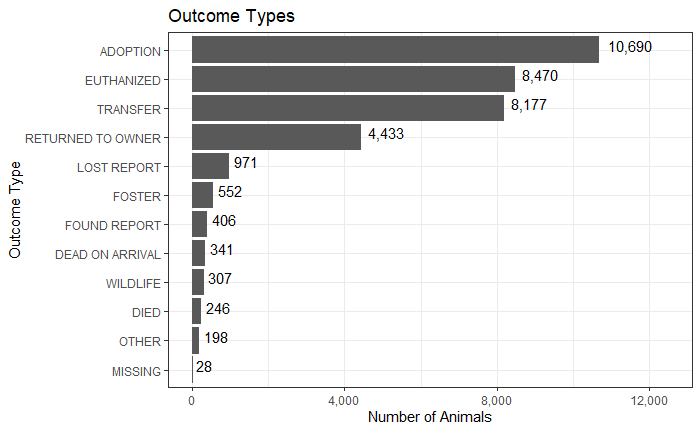 Outcome Types
Outcome Type
ADOPTION 10,690
EUTHANIZED 8,470
TRANSFER 8,177
RETURNED TO OWNER 4,433
LOST REPORT 971
FOSTER 552
FOUND REPORT 406
DEAD ON ARRIVAL 341
WILDLIFE 307
DIED 246
OTHER 198
MISSING 28
0 4,000 8,000 12,000
Number of Animals